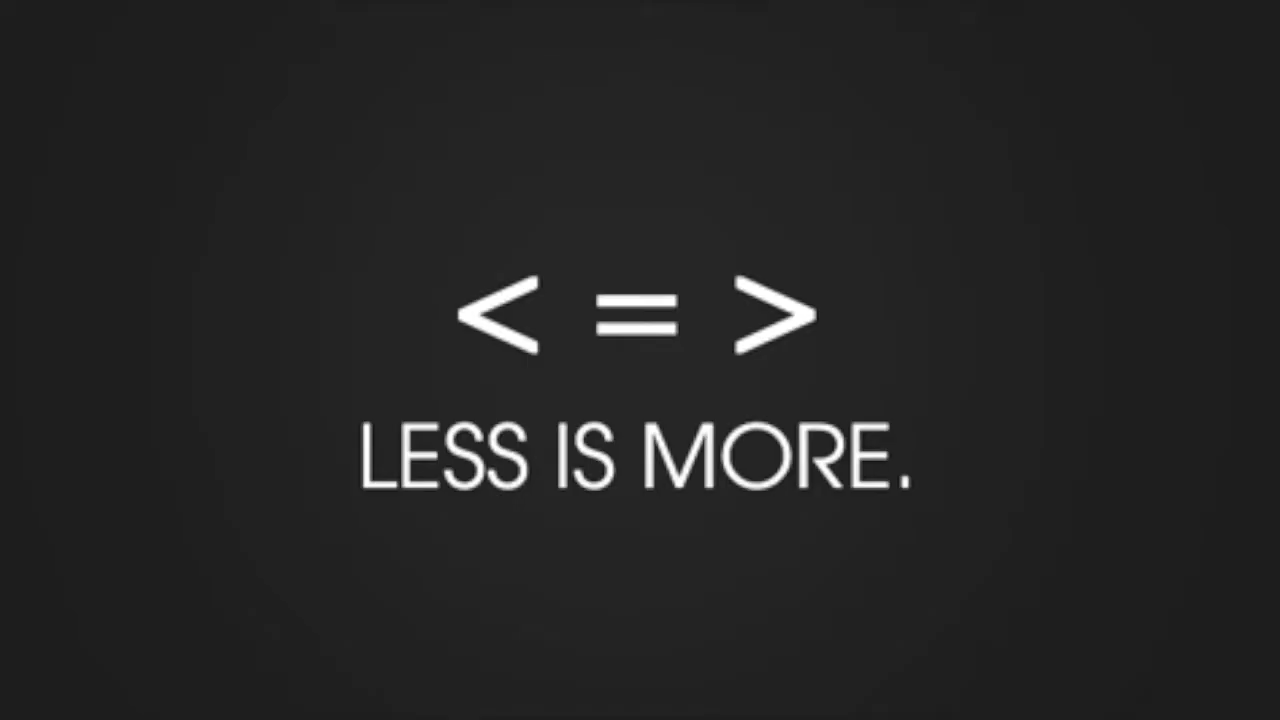 < = >
LESS IS MORE.